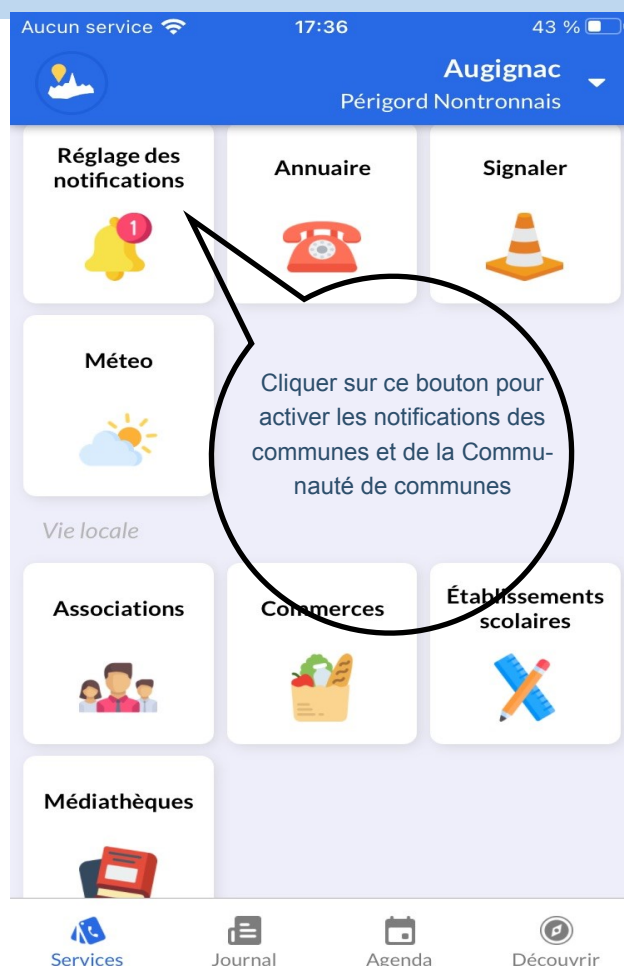 Aucun service 17:36 43 %
Augignac
Périgord Nontronnais
Réglage des
notifications
1
Annuaire
Signaler
Méteo
Cliquer sur ce bouton pour
activer les notifications des
communes et de la Commu-
nauté de communes
Vie locale
Associations
Commerces
Établissements
scolaires
Médiathèques
Services Journal Agenda Découvrir